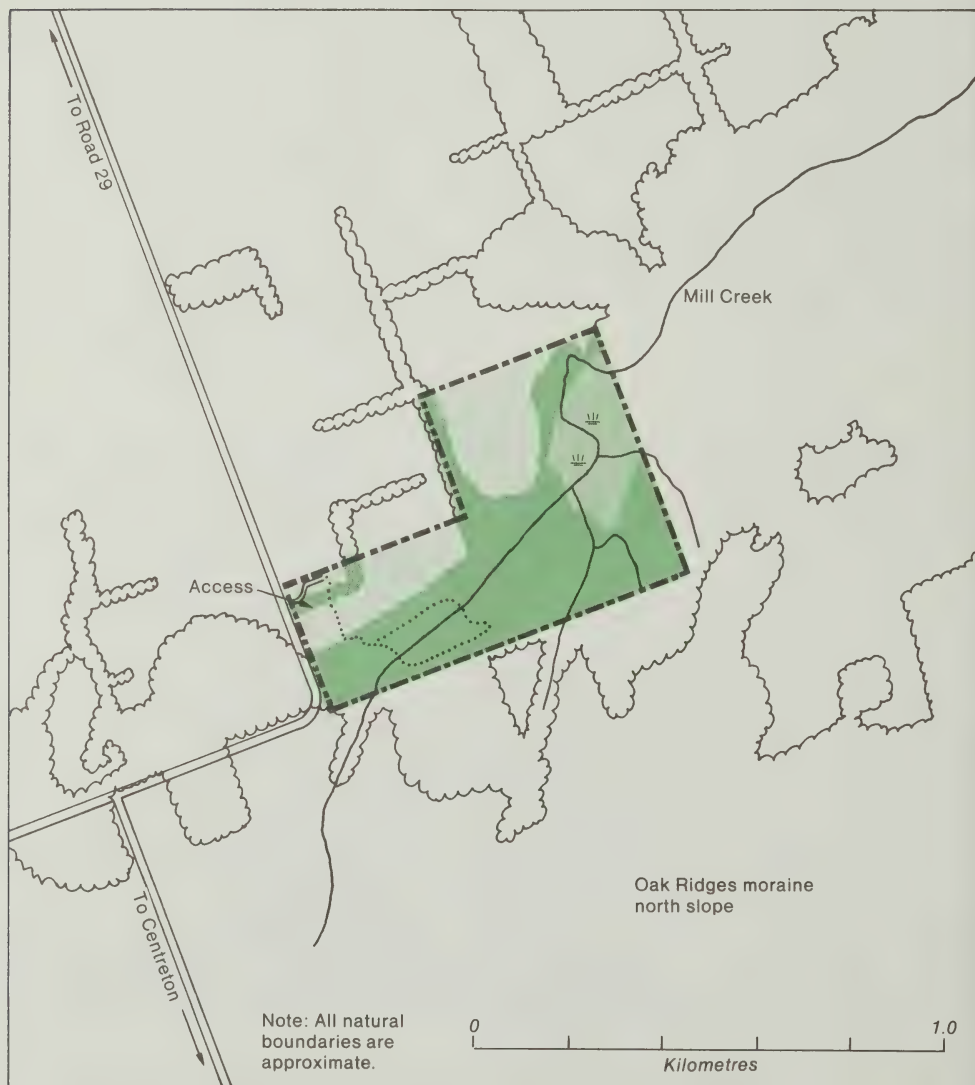 To Road 29
Mill Creek
Access
To Centreton
Oak Ridges moraine
north slope
Note: All natural
boundaries are
approximate.
0
1.0
Kilometres